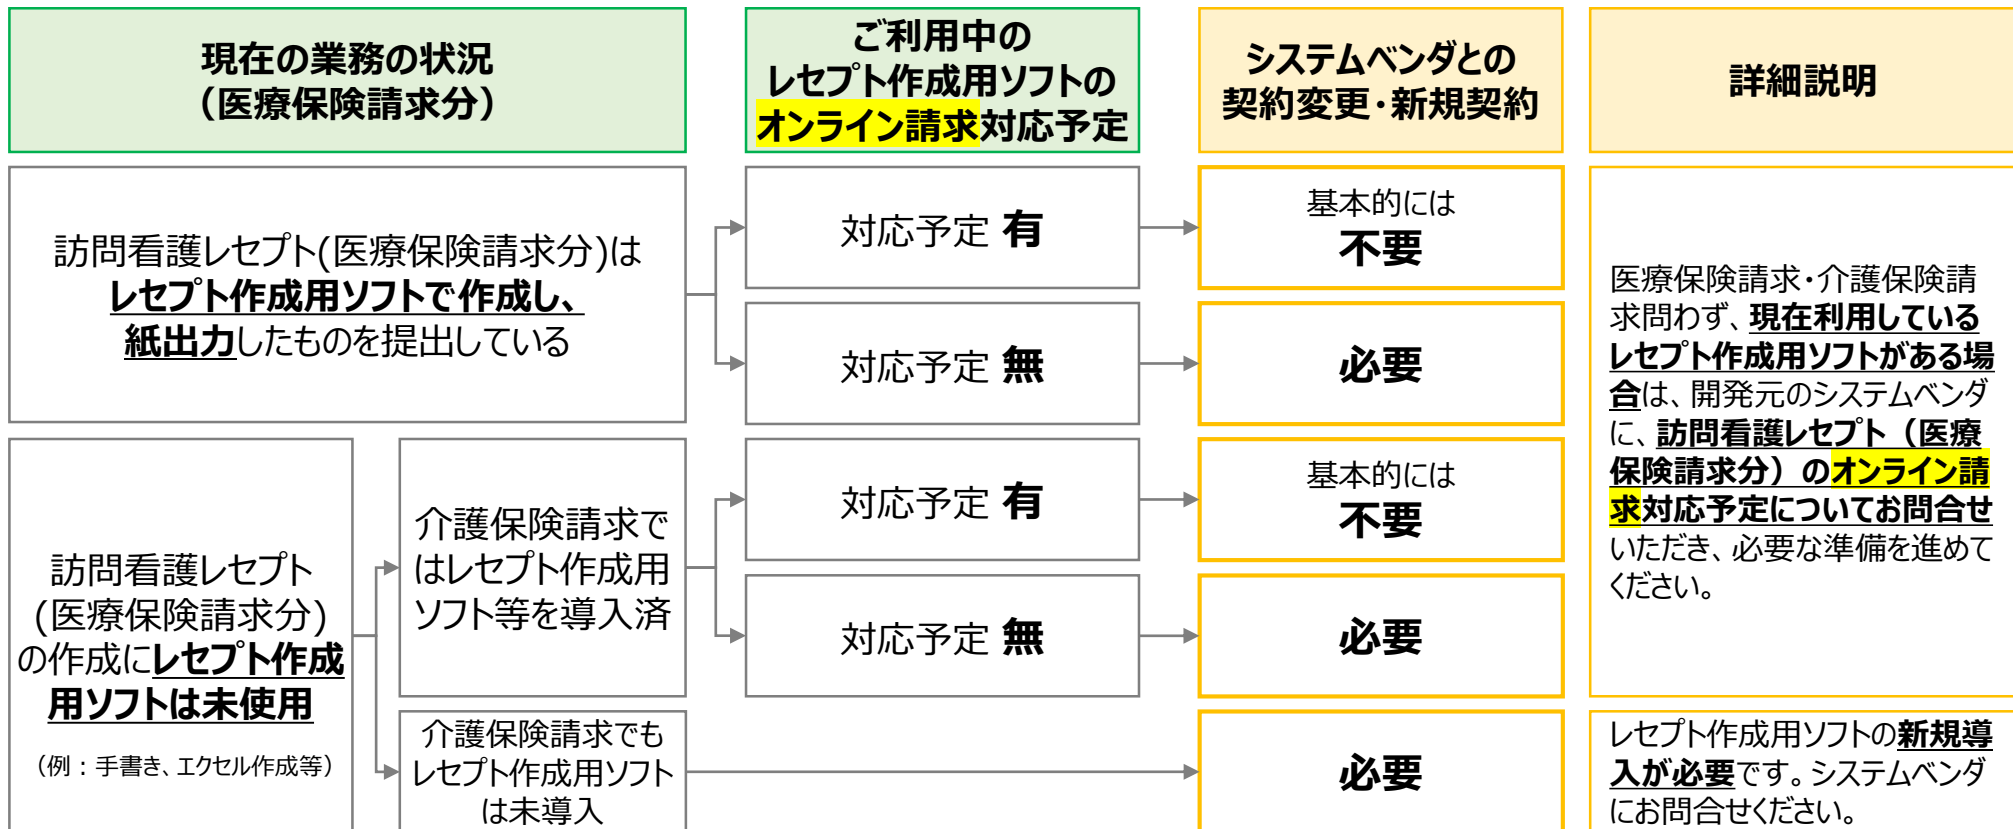 現在の業務の状況
（医療保険請求分）
ご利用中の
レセプト作成用ソフトの
オンライン請求対応予定
システムベンダとの
契約変更・新規契約
詳細説明
訪問看護レセプト(医療保険請求分)は
レセプト作成用ソフトで作成し、
紙出力したものを提出している
対応予定 有
基本的には
不要
対応予定 無
必要
医療保険請求・介護保険請
求問わず、現在利用している
レセプト作成用ソフトがある場
合は、開発元のシステムベンダ
に、訪問看護レセプト（医療
保険請求分）のオンライン請
求対応予定についてお問合せ
いただき、必要な準備を進めて
ください。
訪問看護レセプト
(医療保険請求分)
の作成にレセプト作成
用ソフトは未使用
（例：手書き、エクセル作成等）
介護保険請求で
はレセプト作成用
ソフト等を導入済
対応予定 有
基本的には
不要
対応予定 無
必要
介護保険請求でも
レセプト作成用ソフト
は未導入
必要
レセプト作成用ソフトの新規導
入が必要です。システムベンダ
にお問合せください。